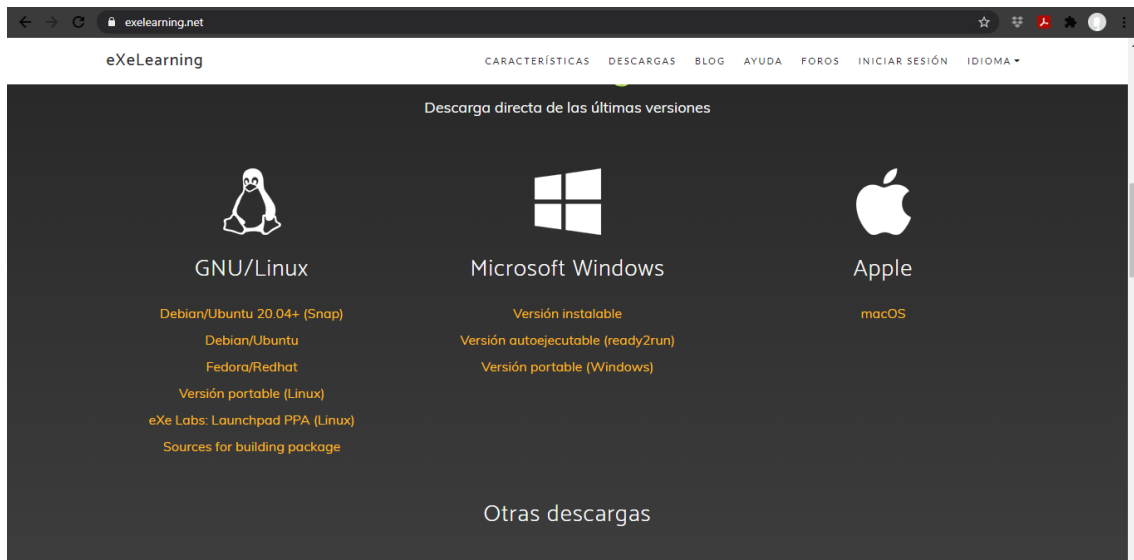 exelearning.net
eXeLearning
CARACTERÍSTICAS DESCARGAS BLOG AYUDA FOROS INICIAR SESIÓN IDIOMA
Descarga directa de las últimas versiones
GNU/Linux
Debian/Ubuntu 20.04+ (Snap)
Debian/Ubuntu
Fedora/Redhat
Versión portable (Linux)
eXe Labs: Launchpad PPA (Linux)
Sources for building package
Microsoft Windows
Versión instalable
Versión autoejecutable (ready2run)
Versión portable (Windows)
Apple
macOS
Otras descargas